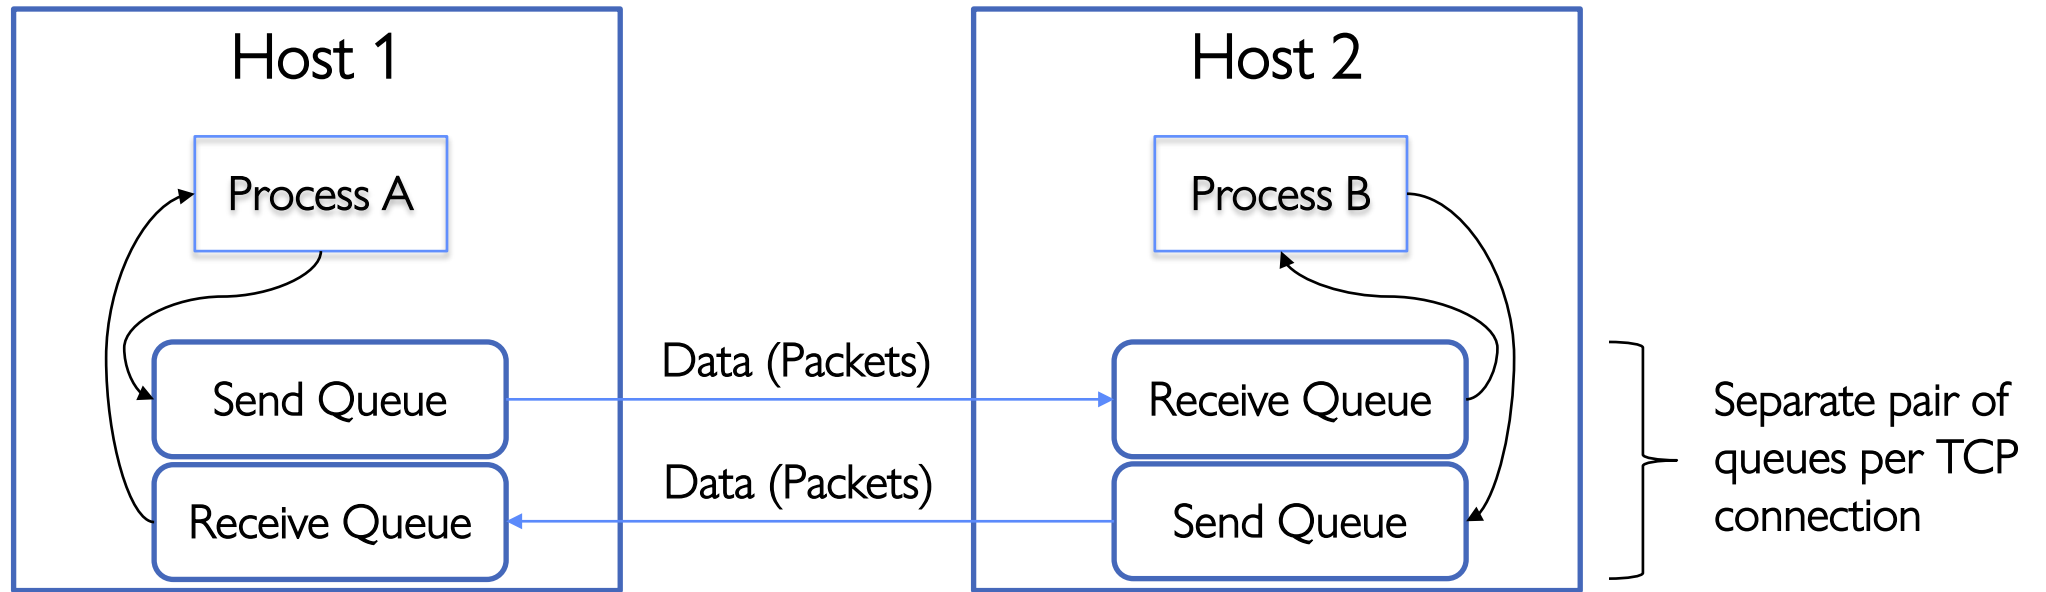 Host 1
Host 2
Process A
Process B
Data (Packets)
Send Queue
Receive Queue
Data (Packets)
Receive Queue
Send Queue
Separate pair of
queues per TCP
connection